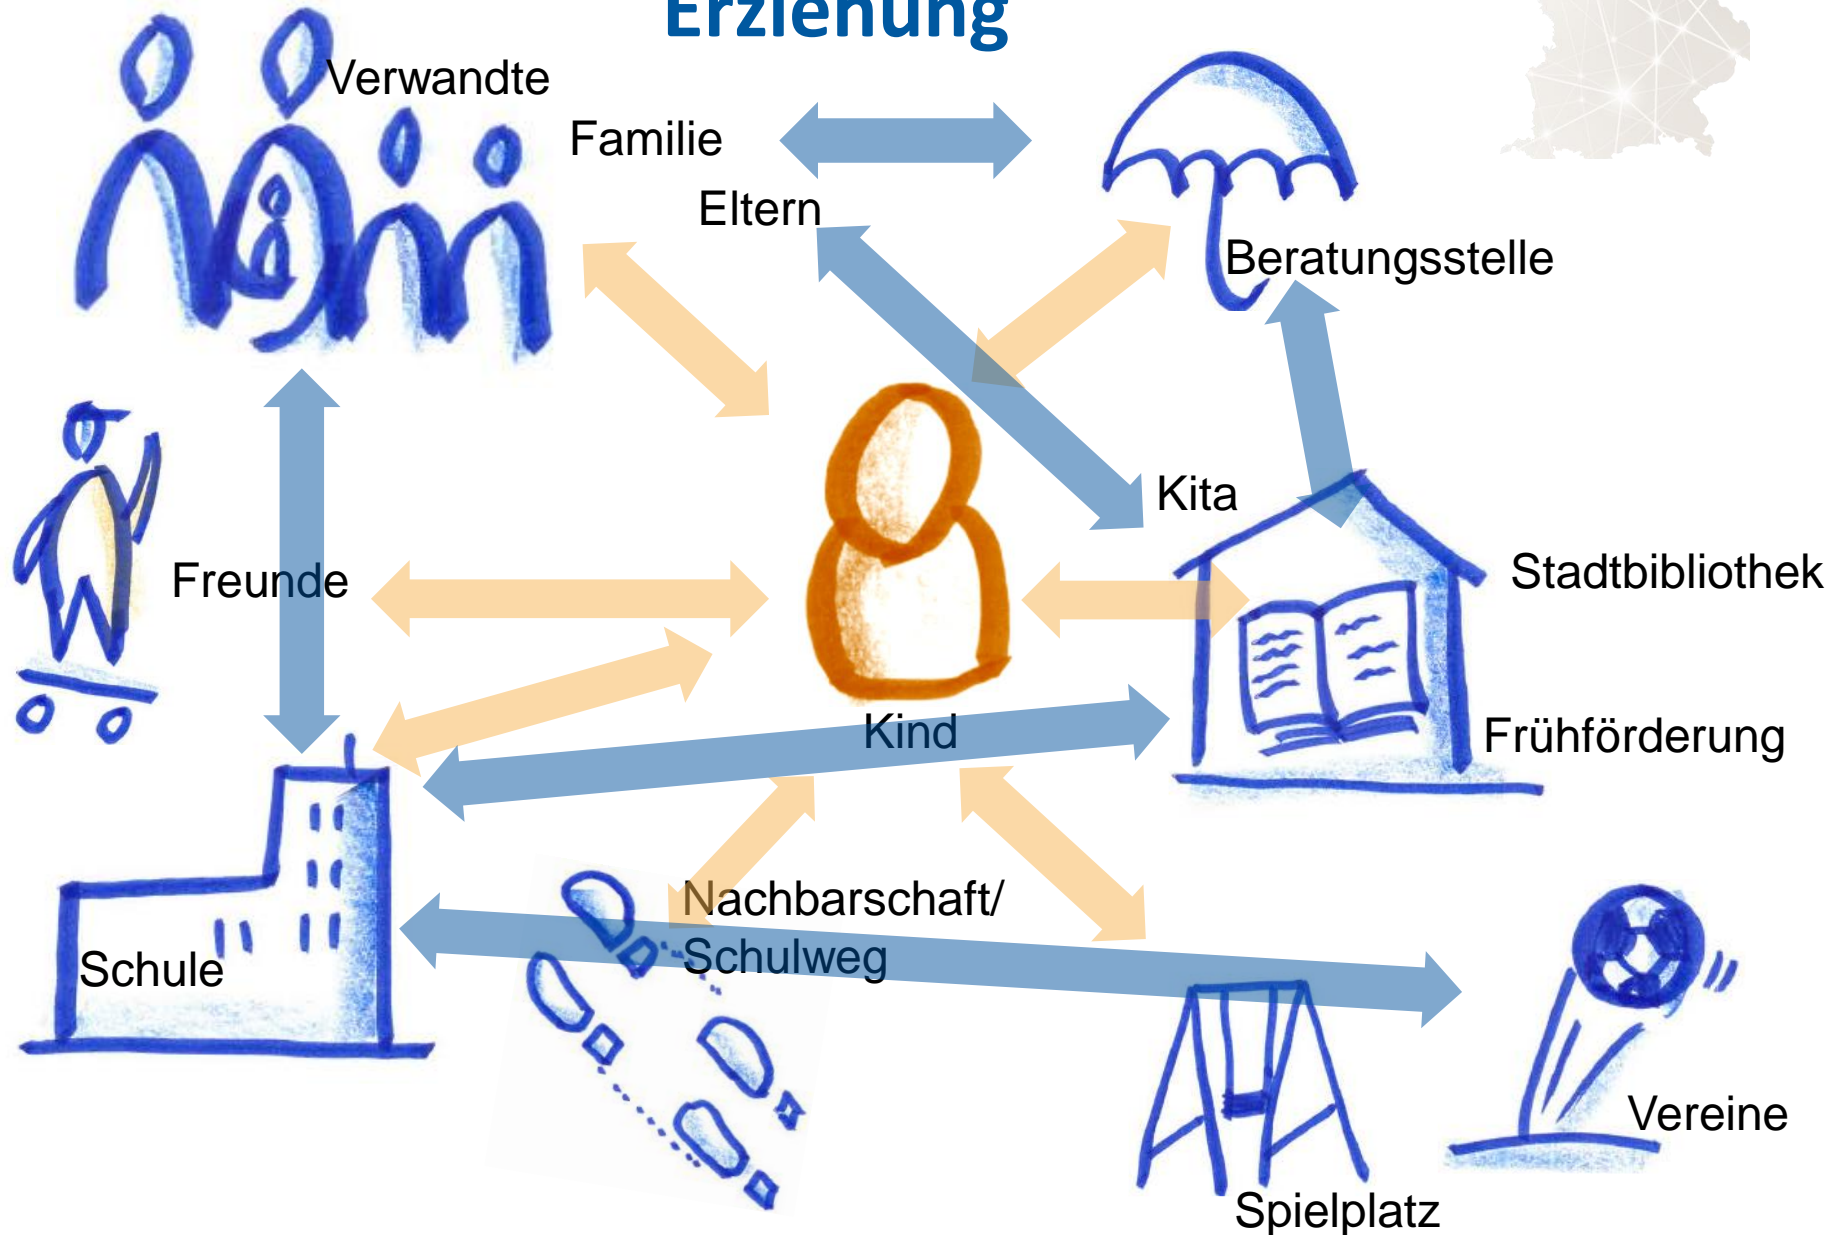 Erziehung
Verwandte
Familie
Eltern
Beratungsstelle
Kita
Stadtbibliothek
Freunde
Kind
Frühförderung
Nachbarschaft/
Schulweg
Schule
Vereine
Spielplatz